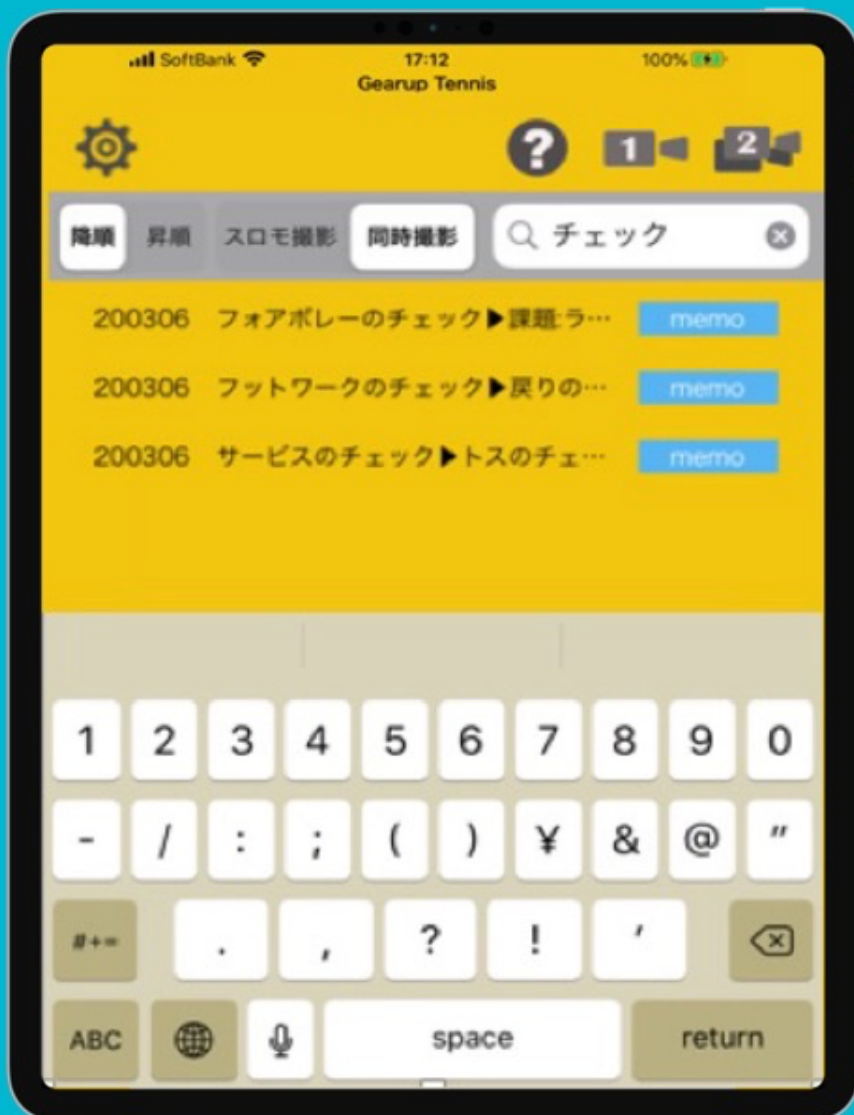 SoftBank 17:12 100%
Gearup Tennis
? 1 2
降順 昇順 スロモ撮影 同時撮影 チェック
200306 フォアボレーのチェック▶課題:ラ… memo
200306 フットワークのチェック▶戻りの… memo
200306 サービスのチェック▶トスのチェ… memo
1 2 3 4 5 6 7 8 9 0
- / : ; ( ) ¥ & @ "
#+= . , ? ! '
ABC space return